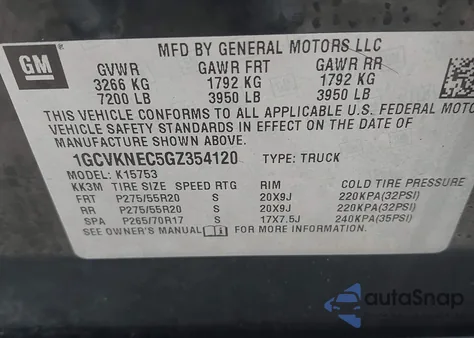 GM
MFD BY GENERAL MOTORS LLC
GVWR GAWR FRT GAWR RR
3266 KG 1792 KG 1792 KG
7200 LB 3950 LB 3950 LB
THIS VEHICLE CONFORMS TO ALL APPLICABLE U.S. FEDERAL MOTOR
VEHICLE SAFETY STANDARDS IN EFFECT ON THE DATE OF
MANUFACTURE SHOWN ABOVE.
1GCVKNEC5GZ354120 TYPE: TRUCK
MODEL: K15753
KK3M TIRE SIZE SPEED RTG RIM COLD TIRE PRESSURE
FRT P275/55R20 S 20X9J 220KPA(32PSI)
RR P275/55R20 S 20X9J 220KPA(32PSI)
SPA P265/70R17 S 17X7.5J 240KPA(35PSI)
SEE OWNER'S MANUAL FOR MORE INFORMATION.
autoSnap